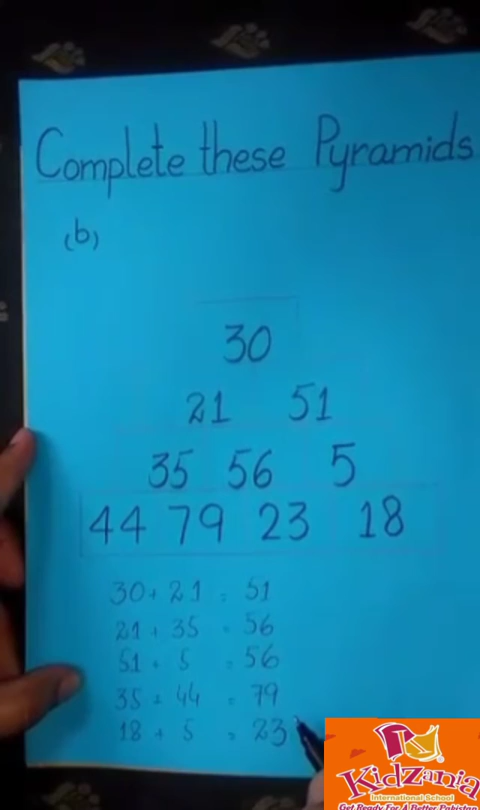 Complete these Pyramids
(b)
30
21 51
35 56 5
44 79 23 18
30 + 21 = 51
21 + 35 = 56
51 + 5 = 56
35 + 44 = 79
18 + 5 = 23
KidZania
International School
Get Ready For A Better Pakistan